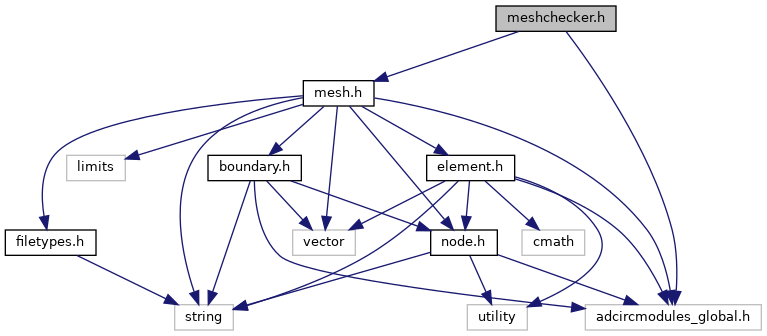 meshchecker.h
mesh.h
limits
boundary.h
element.h
filetypes.h
vector
node.h
cmath
string
utility
adcircmodules_global.h